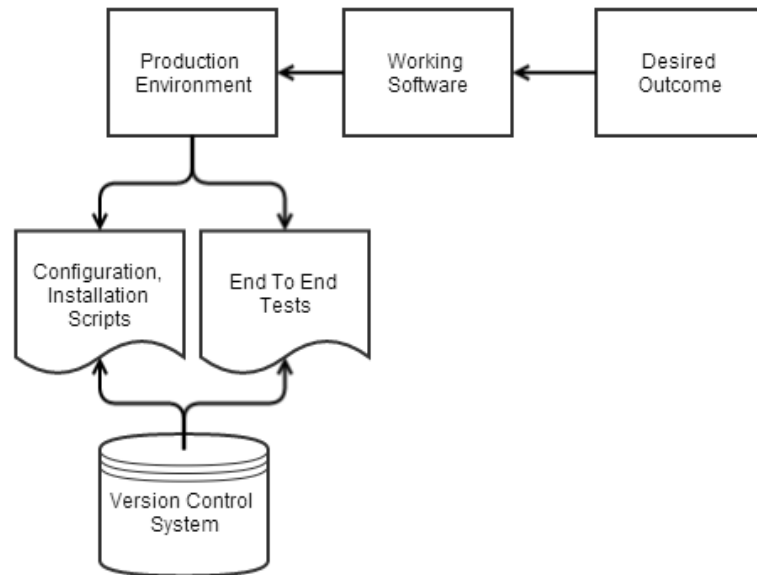 Production
Environment
Working
Software
Desired
Outcome
Configuration,
Installation
Scripts
End To End
Tests
Version Control
System